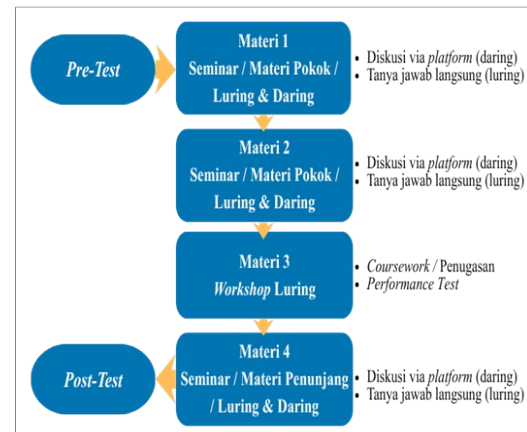 Pre-Test
Materi 1
Seminar / Materi Pokok /
Luring & Daring
• Diskusi via platform (daring)
• Tanya jawab langsung (luring)
Materi 2
Seminar / Materi Pokok /
Luring & Daring
• Diskusi via platform (daring)
• Tanya jawab langsung (luring)
Materi 3
Workshop Luring
• Coursework / Penugasan
• Performance Test
Materi 4
Seminar / Materi Penunjang
/ Luring & Daring
• Diskusi via platform (daring)
• Tanya jawab langsung (luring)
Post-Test